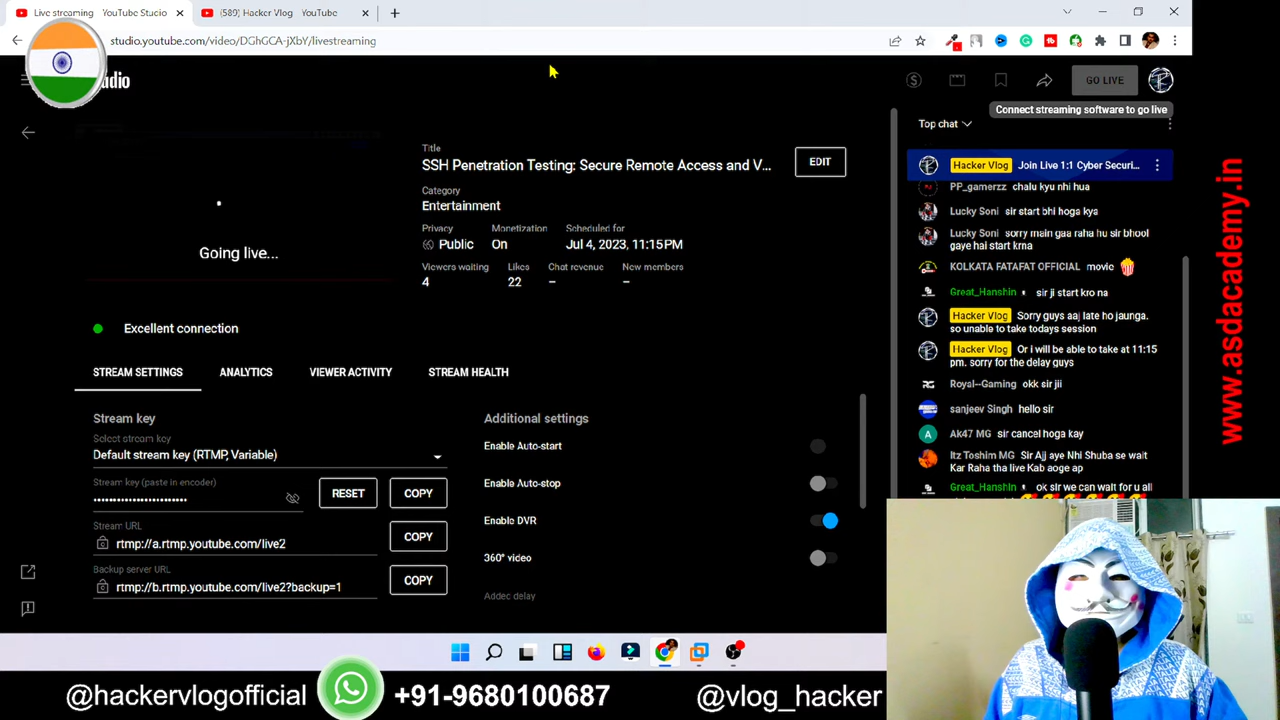 Live streaming YouTube Studio
(589) Hacker Vlog YouTube
studio.youtube.com/video/DGhGCA-jXbY/livestreaming
GO LIVE
Connect streaming software to go live
Top chat
Title
SSH Penetration Testing: Secure Remote Access and V...
EDIT
Category
Entertainment
Privacy
Public
Monetization
On
Scheduled for
Jul 4, 2023, 11:15 PM
Viewers waiting
4
Likes
22
Chat revenue
–
New members
–
Going live...
Excellent connection
STREAM SETTINGS
ANALYTICS
VIEWER ACTIVITY
STREAM HEALTH
Stream key
Select stream key
Default stream key (RTMP, Variable)
Stream key (paste in encoder)
••••••••••••••••••••••••
RESET
COPY
Stream URL
rtmp://a.rtmp.youtube.com/live2
COPY
Backup server URL
rtmp://b.rtmp.youtube.com/live2?backup=1
COPY
Additional settings
Enable Auto-start
Enable Auto-stop
Enable DVR
360° video
Added delay
Hacker Vlog Join Live 1:1 Cyber Securi...
PP_gamerzz chalu kyu nhi hua
Lucky Soni sir start bhi hoga kya
Lucky Soni sorry main gaa raha hu sir bhool
gaye hai start krna
KOLKATA FATAFAT OFFICIAL movie 🍿
Great_Hanshin sir ji start kro na
Hacker Vlog Sorry guys aaj late ho jaunga.
so unable to take todays session
Hacker Vlog Or i will be able to take at 11:15
pm. sorry for the delay guys
Royal--Gaming okk sir jii
sanjeev Singh hello sir
A
Ak47 MG sir cancel hoga kay
Itz Toshim MG Sir Ajj aye Nhi Shuba se wait
Kar Raha tha live Kab aoge ap
Great_Hanshin ok sir we can wait for u all
www.asdacademy.in
@hackervlogofficial
+91-9680100687
@vlog_hacker